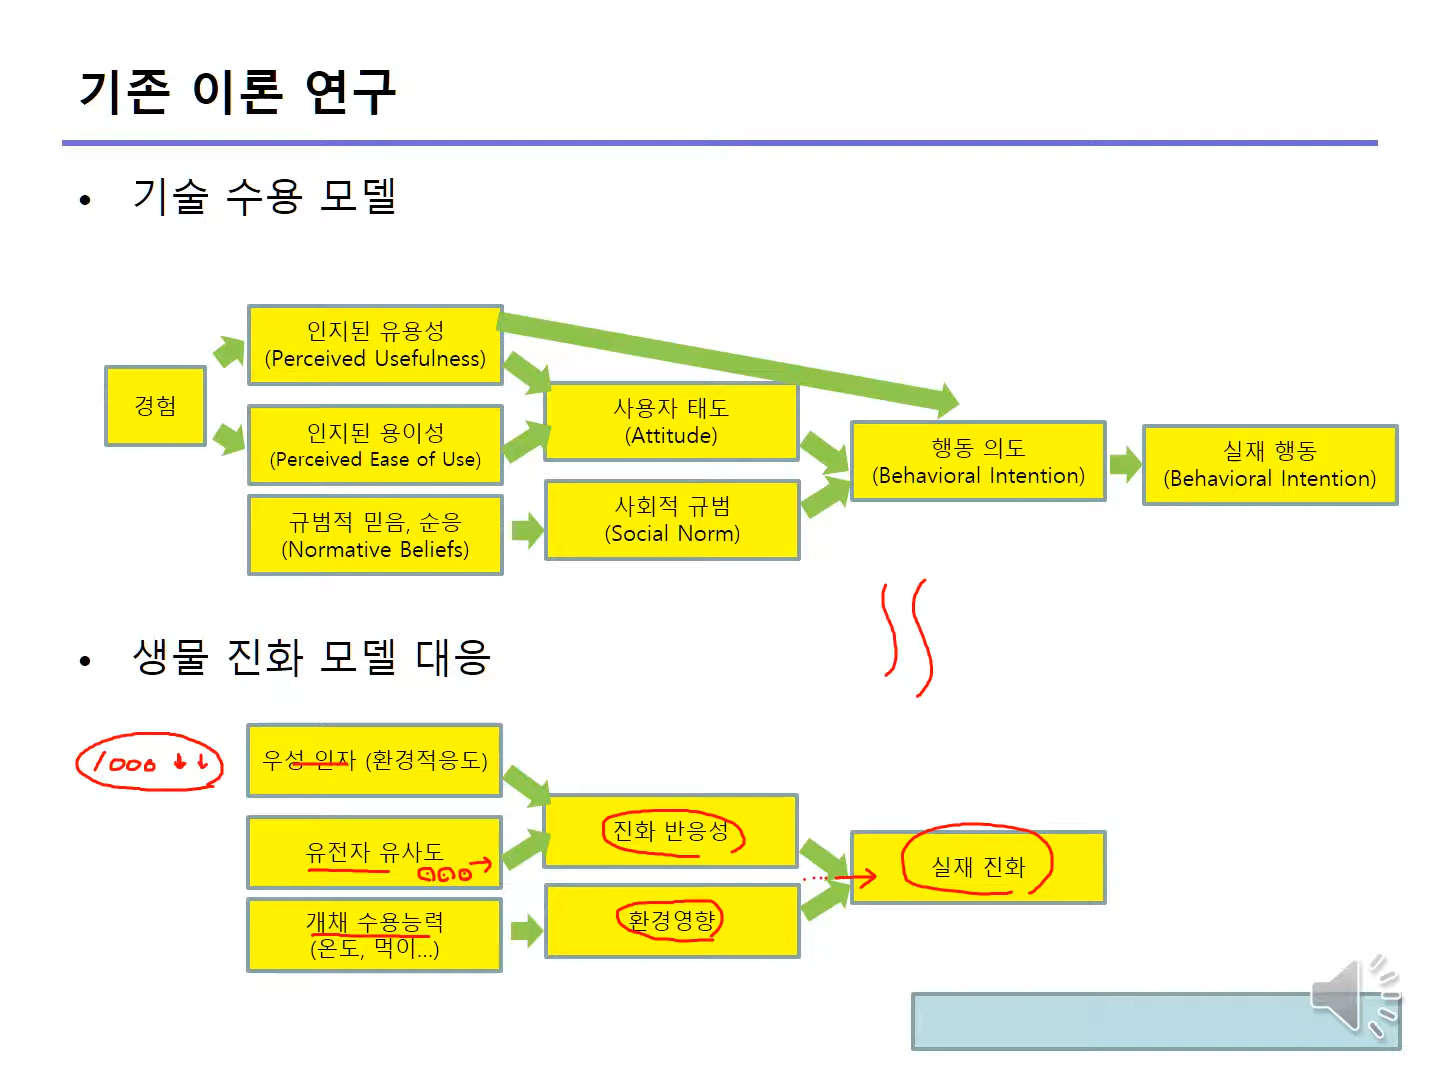 기존 이론 연구
• 기술 수용 모델
경험
인지된 유용성
(Perceived Usefulness)
인지된 용이성
(Perceived Ease of Use)
규범적 믿음, 순응
(Normative Beliefs)
사용자 태도
(Attitude)
사회적 규범
(Social Norm)
행동 의도
(Behavioral Intention)
실재 행동
(Behavioral Intention)
• 생물 진화 모델 대응
1000 ↓↓
우성 인자 (환경적응도)
유전자 유사도
개채 수용능력
(온도, 먹이...)
진화 반응성
환경영향
실재 진화